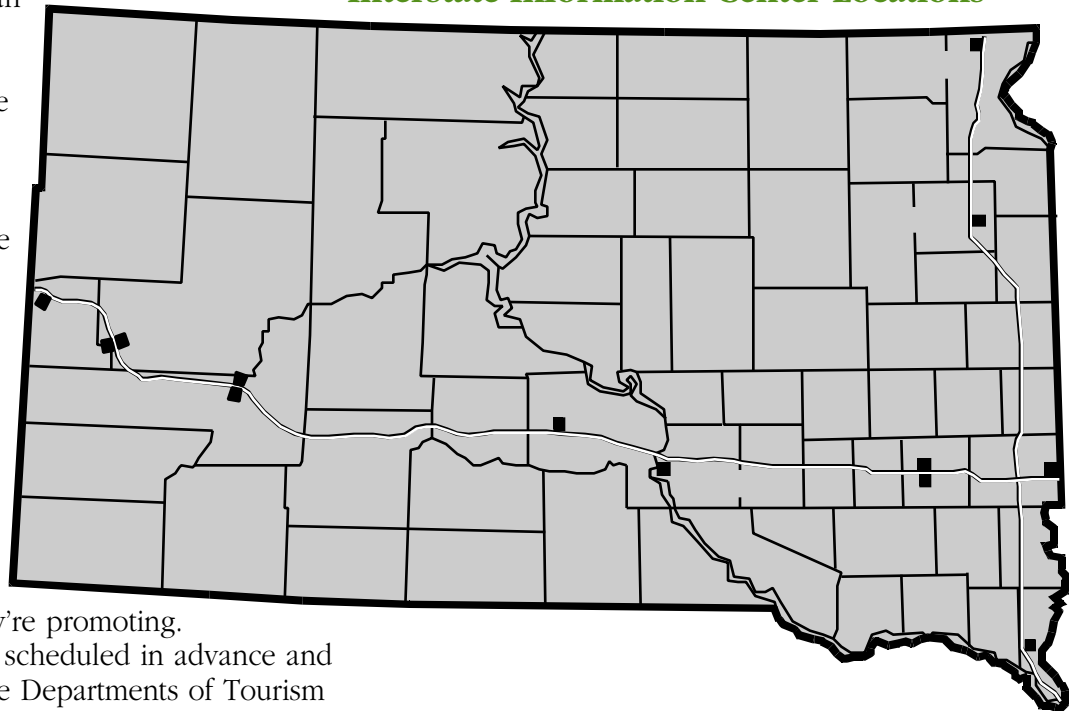 Interstate Information Center Locations
y're promoting.
scheduled in advance and
e Departments of Tourism